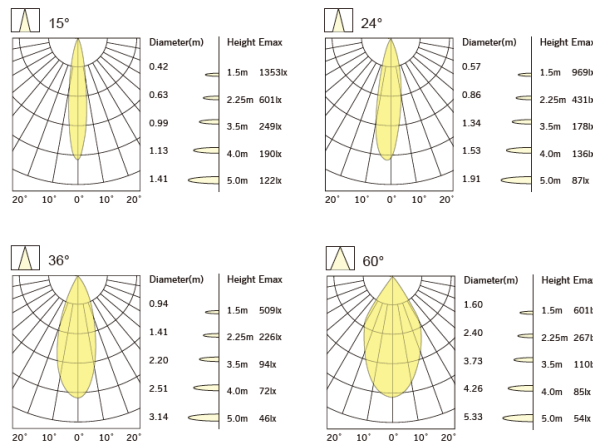 15°
Diameter(m) Height Emax
0.42 1.5m 1353lx
0.63 2.25m 601lx
0.99 3.5m 249lx
1.13 4.0m 190lx
1.41 5.0m 122lx
20° 10° 0° 10° 20°
24°
Diameter(m) Height Emax
0.57 1.5m 969lx
0.86 2.25m 431lx
1.34 3.5m 178lx
1.53 4.0m 136lx
1.91 5.0m 87lx
20° 10° 0° 10° 20°
36°
Diameter(m) Height Emax
0.94 1.5m 509lx
1.41 2.25m 226lx
2.20 3.5m 94lx
2.51 4.0m 72lx
3.14 5.0m 46lx
20° 10° 0° 10° 20°
60°
Diameter(m) Height Emax
1.60 1.5m 601l
2.40 2.25m 267l
3.73 3.5m 110l
4.26 4.0m 85lx
5.33 5.0m 54lx
20° 10° 0° 10° 20°